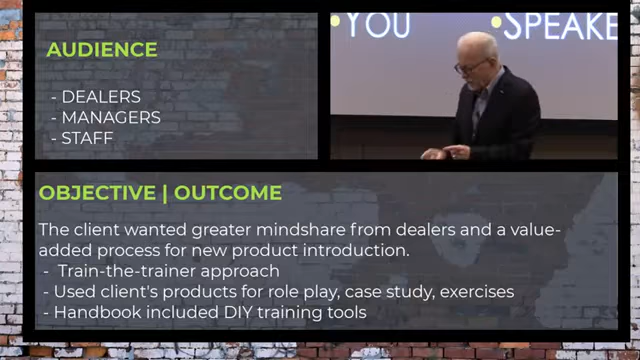 AUDIENCE
- DEALERS
- MANAGERS
- STAFF
•YOU •SPEAKE
OBJECTIVE | OUTCOME
The client wanted greater mindshare from dealers and a value-
added process for new product introduction.
- Train-the-trainer approach
- Used client's products for role play, case study, exercises
- Handbook included DIY training tools